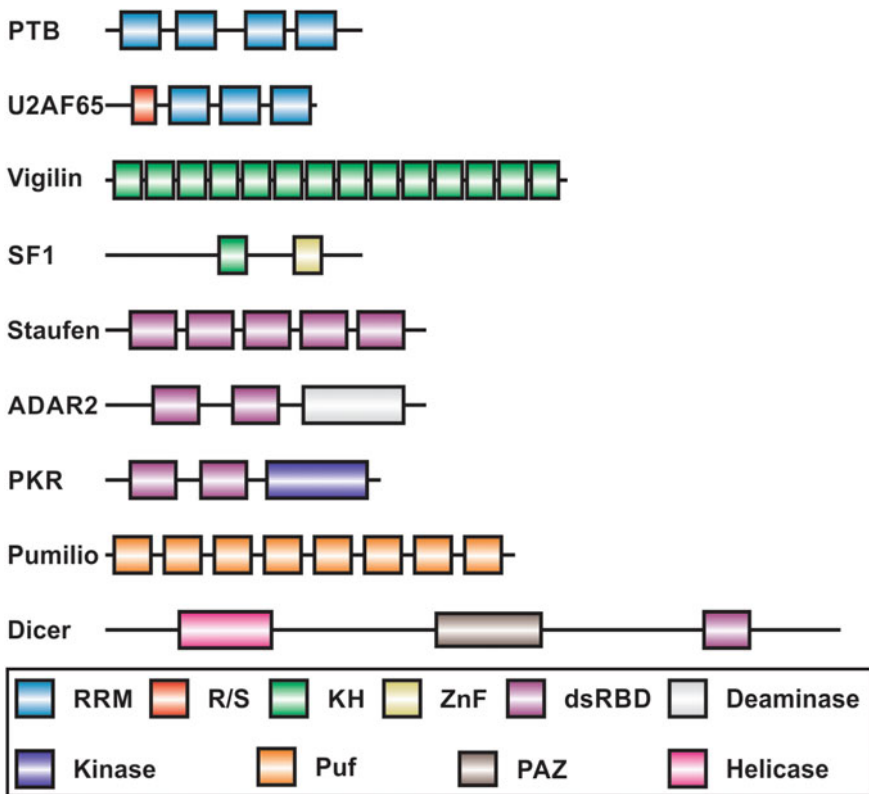 PTB
U2AF65
Vigilin
SF1
Staufen
ADAR2
PKR
Pumilio
Dicer
RRM R/S KH ZnF dsRBD Deaminase
Kinase Puf PAZ Helicase